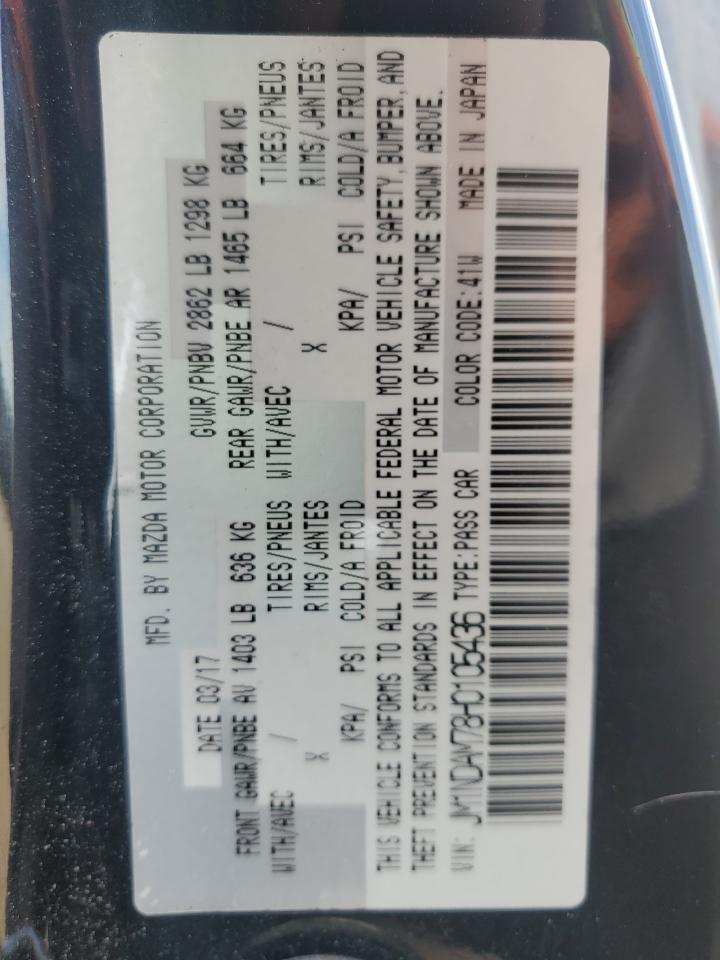 MFD. BY MAZDA MOTOR CORPORATION
DATE 03/17 GVWR/PNBV 2862 LB 1298 KG
FRONT GAWR/PNBE AV 1403 LB 636 KG REAR GAWR/PNBE AR 1465 LB 664 KG
WITH/AVEC / TIRES/PNEUS WITH/AVEC / TIRES/PNEUS
X RIMS/JANTES X RIMS/JANTES
KPA/ PSI COLD/A FROID KPA/ PSI COLD/A FROID
THIS VEHICLE CONFORMS TO ALL APPLICABLE FEDERAL MOTOR VEHICLE SAFETY, BUMPER, AND
THEFT PREVENTION STANDARDS IN EFFECT ON THE DATE OF MANUFACTURE SHOWN ABOVE.
VIN: JM1NDAM78H0105436 TYPE:PASS CAR COLOR CODE:41W MADE IN JAPAN